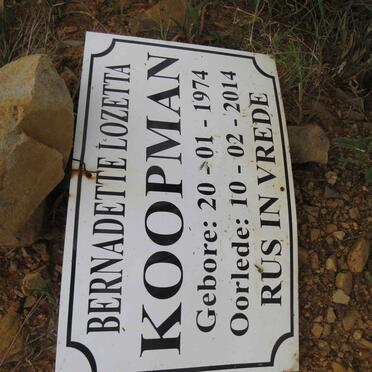 BERNADETTE LOZETTA
KOOPMAN
Gebore: 20 - 01 - 1974
Oorlede: 10 - 02 - 2014
RUS IN VREDE